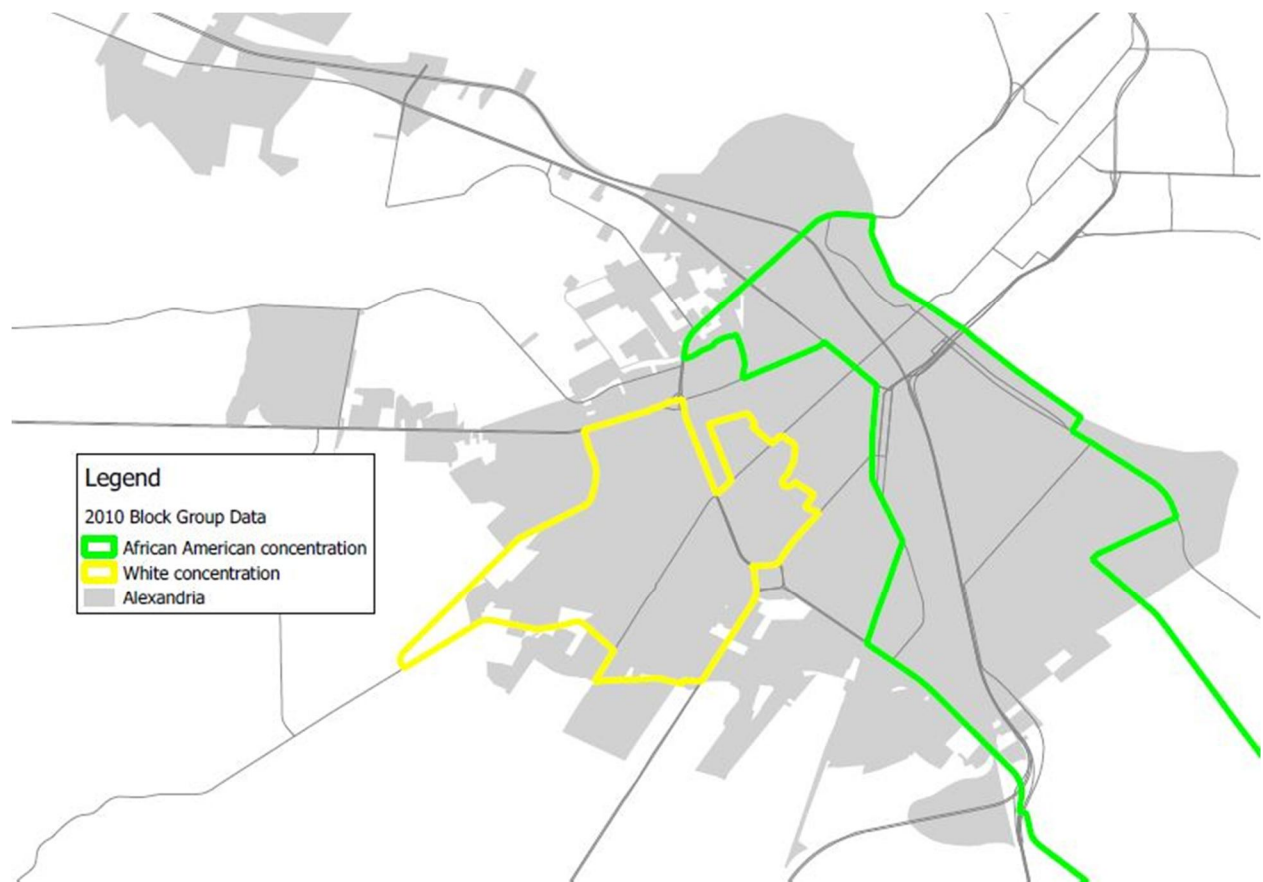 Legend
2010 Block Group Data
African American concentration
White concentration
Alexandria